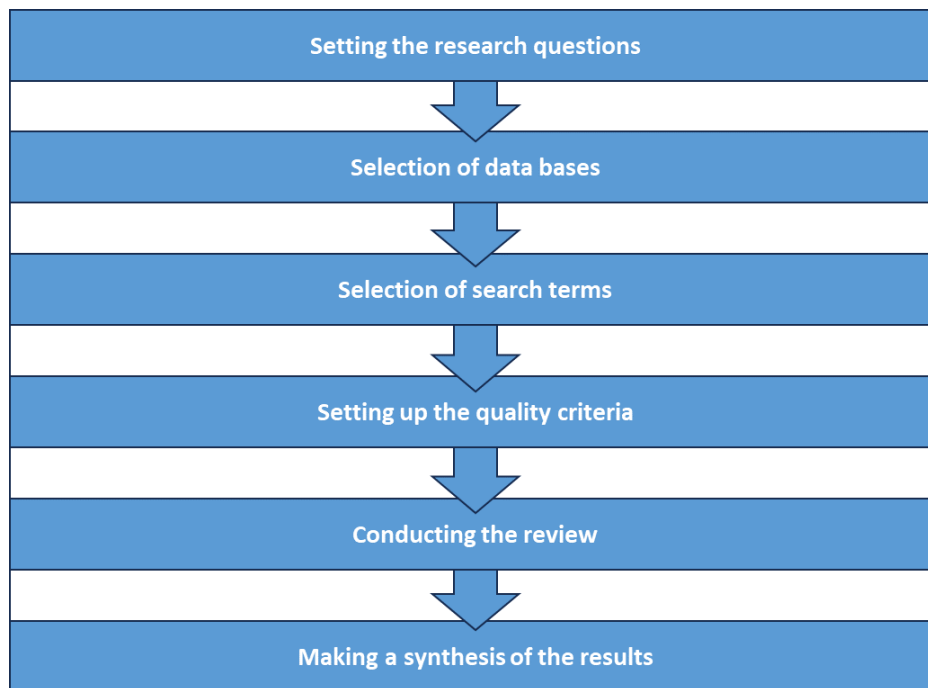 Setting the research questions
Selection of data bases
Selection of search terms
Setting up the quality criteria
Conducting the review
Making a synthesis of the results